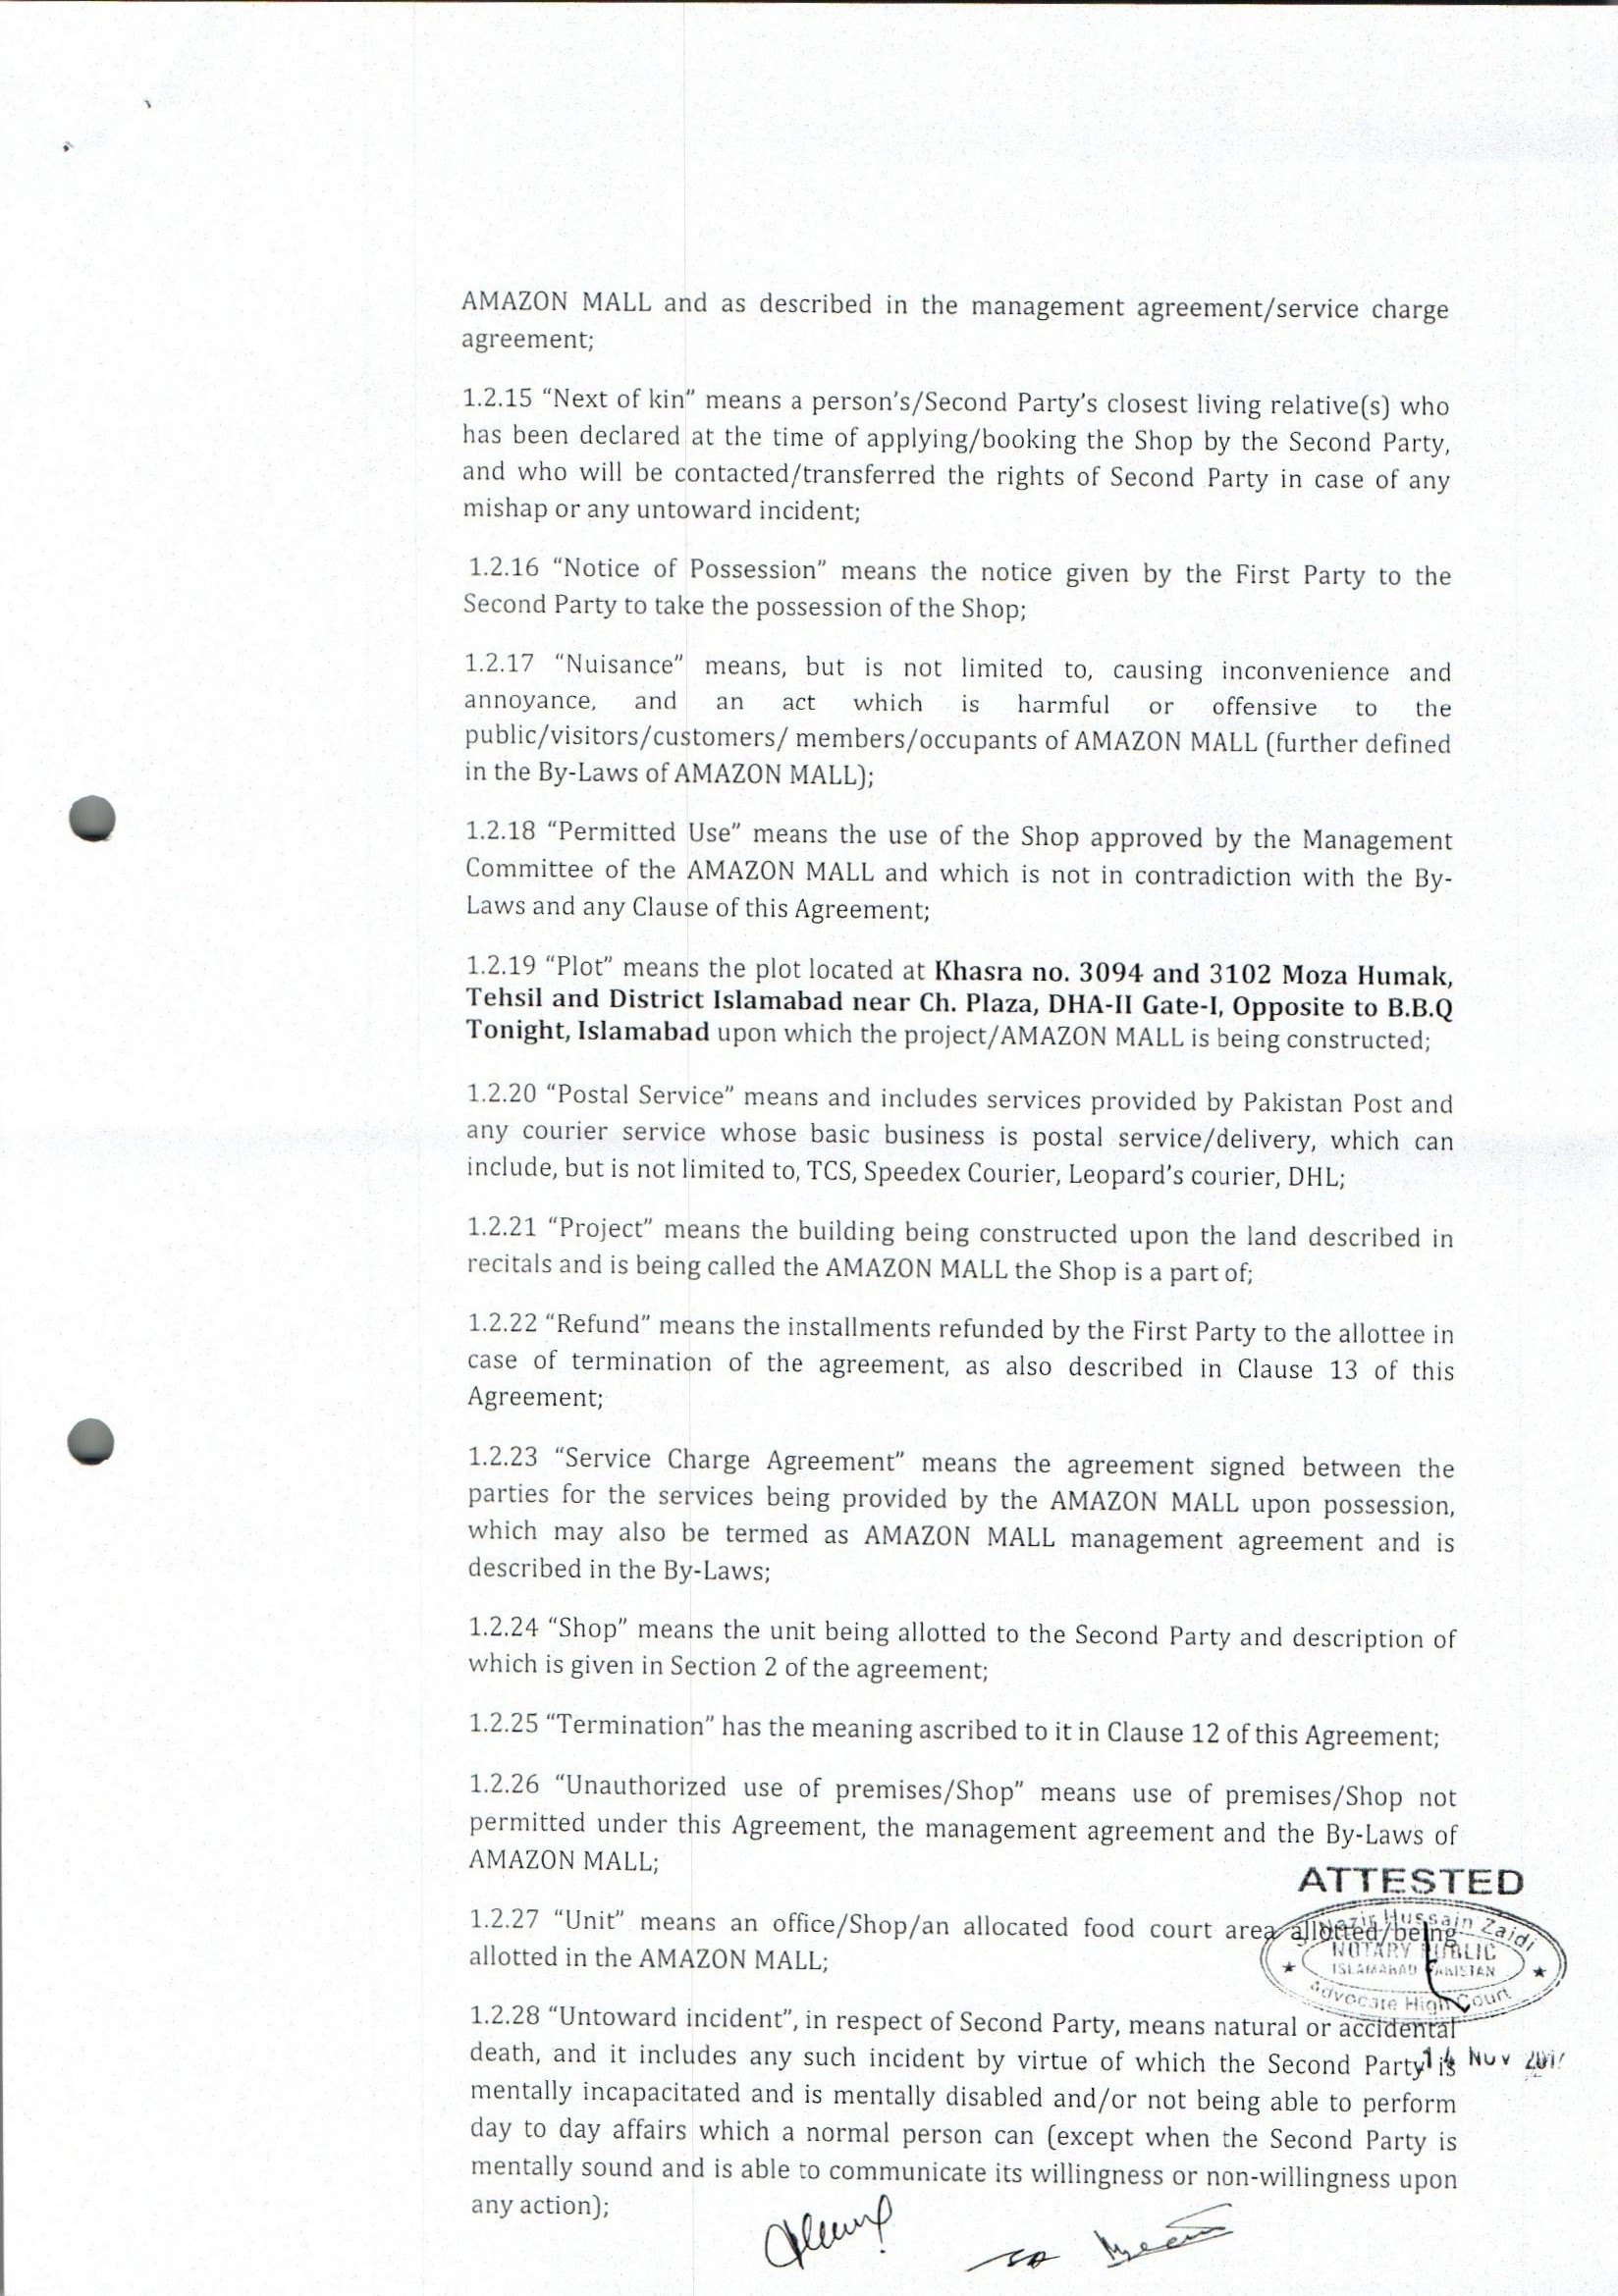 AMAZON MALL and as described in the management agreement/service charge
agreement;
1.2.15 “Next of kin” means a person’s/Second Party’s closest living relative(s) who
has been declared at the time of applying/booking the Shop by the Second Party,
and who will be contacted/transferred the rights of Second Party in case of any
mishap or any untoward incident;
1.2.16 “Notice of Possession” means the notice given by the First Party to the
Second Party to take the possession of the Shop;
1.2.17 “Nuisance” means, but is not limited to, causing inconvenience and
annoyance, and an act which is harmful or offensive to the
public/visitors/customers/ members/occupants of AMAZON MALL (further defined
in the By-Laws of AMAZON MALL);
1.2.18 “Permitted Use” means the use of the Shop approved by the Management
Committee of the AMAZON MALL and which is not in contradiction with the By-
Laws and any Clause of this Agreement;
1.2.19 “Plot” means the plot located at Khasra no. 3094 and 3102 Moza Humak,
Tehsil and District Islamabad near Ch. Plaza, DHA-II Gate-I, Opposite to B.B.Q
Tonight, Islamabad upon which the project/AMAZON MALL is being constructed;
1.2.20 “Postal Service” means and includes services provided by Pakistan Post and
any courier service whose basic business is postal service/delivery, which can
include, but is not limited to, TCS, Speedex Courier, Leopard’s courier, DHL;
1.2.21 “Project” means the building being constructed upon the land described in
recitals and is being called the AMAZON MALL the Shop is a part of;
1.2.22 “Refund” means the installments refunded by the First Party to the allottee in
case of termination of the agreement, as also described in Clause 13 of this
Agreement;
1.2.23 “Service Charge Agreement” means the agreement signed between the
parties for the services being provided by the AMAZON MALL upon possession,
which may also be termed as AMAZON MALL management agreement and is
described in the By-Laws;
1.2.24 “Shop” means the unit being allotted to the Second Party and description of
which is given in Section 2 of the agreement;
1.2.25 “Termination” has the meaning ascribed to it in Clause 12 of this Agreement;
1.2.26 “Unauthorized use of premises/Shop” means use of premises/Shop not
permitted under this Agreement, the management agreement and the By-Laws of
AMAZON MALL;
ATTESTED
1.2.27 “Unit” means an office/Shop/an allocated food court area allotted/being
allotted in the AMAZON MALL;
Hussain Zaidi
NOTARY PUBLIC
ISLAMABAD PAKISTAN
Advocate High Court
1.2.28 “Untoward incident”, in respect of Second Party, means natural or accidental
death, and it includes any such incident by virtue of which the Second Party is
14 Nov
mentally incapacitated and is mentally disabled and/or not being able to perform
day to day affairs which a normal person can (except when the Second Party is
mentally sound and is able to communicate its willingness or non-willingness upon
any action);